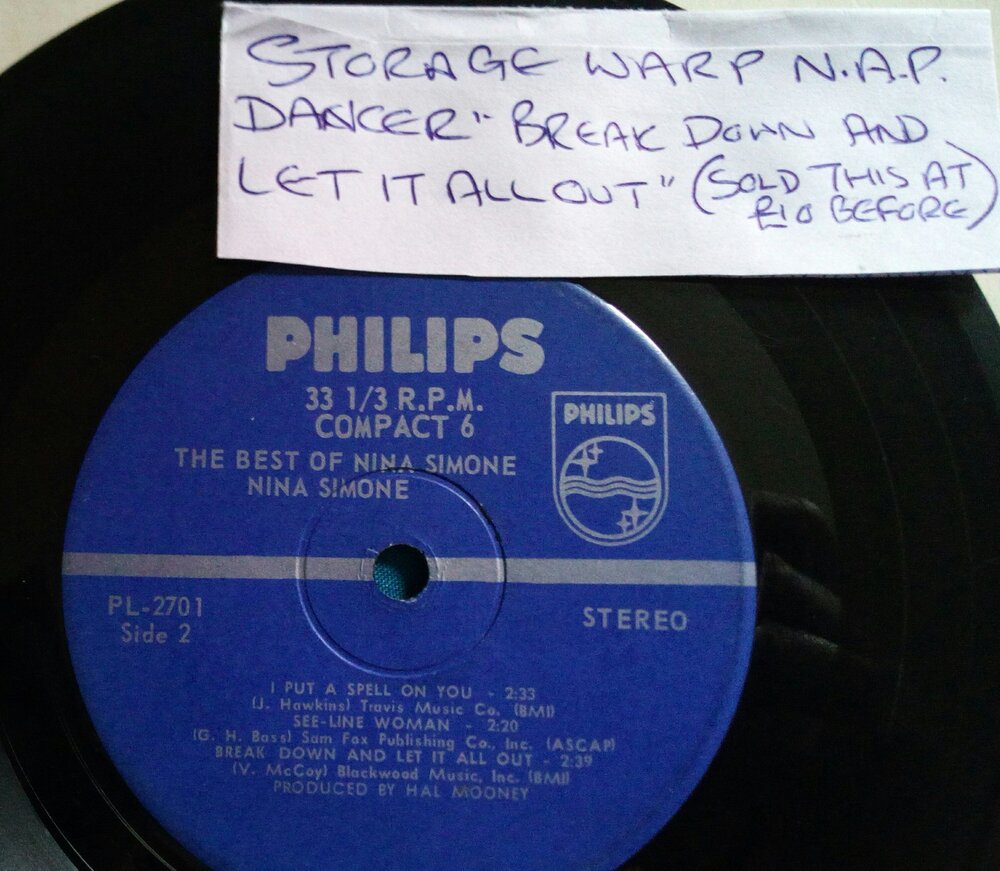 STORAGE WARP N.A.P.
DANCER "BREAK DOWN AND
LET IT ALL OUT" (SOLD THIS AT
£10 BEFORE)
PHILIPS
33 1/3 R.P.M.
COMPACT 6
THE BEST OF NINA SIMONE
NINA SIMONE
PHILIPS
PL-2701
Side 2
STEREO
I PUT A SPELL ON YOU - 2:33
(J. Hawkins) Travis Music Co. (BMI)
SEE-LINE WOMAN - 2:20
(G. H. Bass) Sam Fox Publishing Co., Inc. (ASCAP)
BREAK DOWN AND LET IT ALL OUT - 2:39
(V. McCoy) Blackwood Music, Inc. (BMI)
PRODUCED BY HAL MOONEY